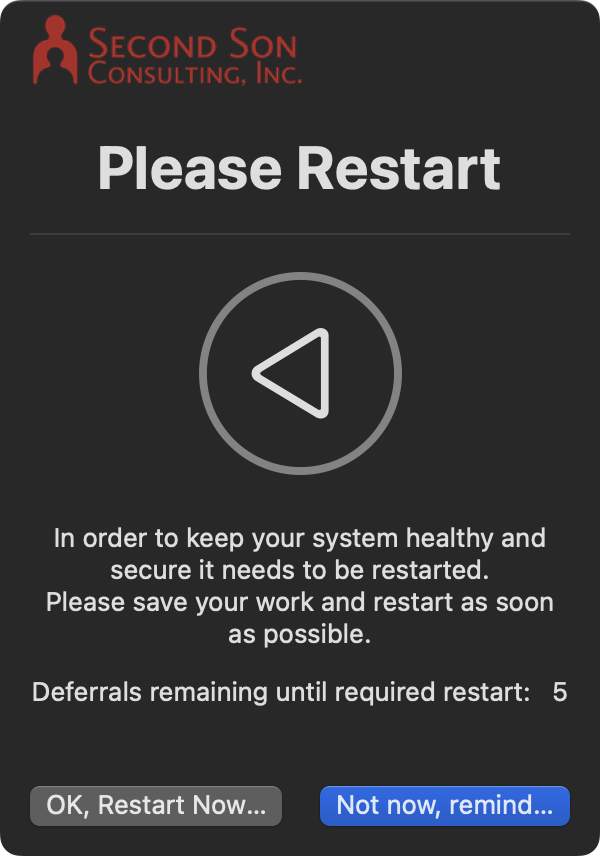 SECOND SON
CONSULTING, INC.
Please Restart
In order to keep your system healthy and
secure it needs to be restarted.
Please save your work and restart as soon
as possible.
Deferrals remaining until required restart: 5
OK, Restart Now...
Not now, remind...